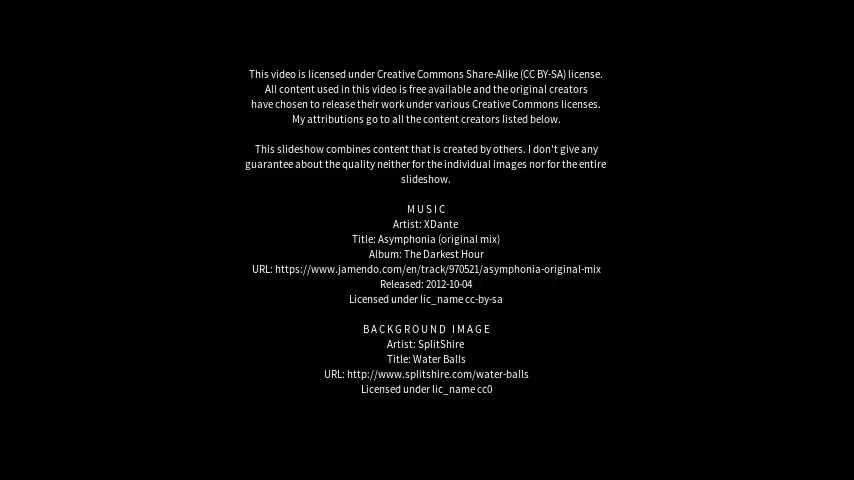 This video is licensed under Creative Commons Share-Alike (CC BY-SA) license.
All content used in this video is free available and the original creators
have chosen to release their work under various Creative Commons licenses.
My attributions go to all the content creators listed below.
This slideshow combines content that is created by others. I don't give any
guarantee about the quality neither for the individual images nor for the entire
slideshow.
MUSIC
Artist: XDante
Title: Asymphonia (original mix)
Album: The Darkest Hour
URL: https://www.jamendo.com/en/track/970521/asymphonia-original-mix
Released: 2012-10-04
Licensed under lic_name cc-by-sa
BACKGROUND IMAGE
Artist: SplitShire
Title: Water Balls
URL: http://www.splitshire.com/water-balls
Licensed under lic_name cc0